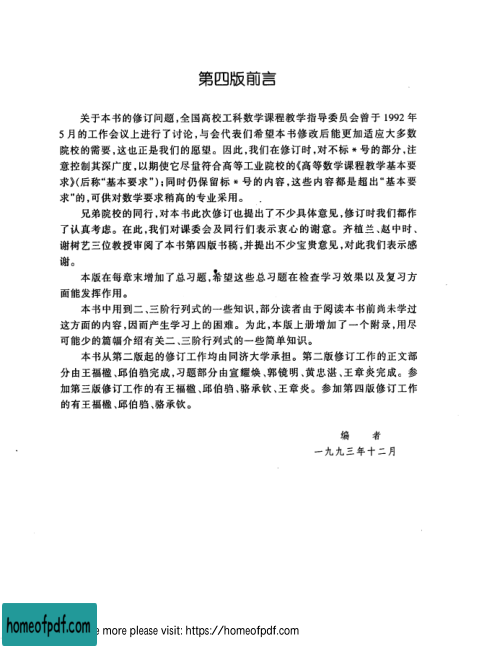 第四版前言
关于本书的修订问题,全国高校工科数学课程教学指导委员会曾于 1992年
5月的工作会议上进行了讨论,与会代表们希望本书修改后能更加适应大多数
院校的需要,这也正是我们的愿望。因此,我们在修订时,对不标*号的部分,注
意控制其深广度,以期使它尽量符合高等工业院校的《高等数学课程教学基本要
求》(后称“基本要求”);同时仍保留标*号的内容,这些内容都是超出“基本要
求”的,可供对数学要求稍高的专业采用。
兄弟院校的同行,对本书此次修订也提出了不少具体意见,修订时我们都作
了认真考虑。在此,我们对课委会及同行们表示衷心的谢意。齐植兰、赵中时、
谢树艺三位教授审阅了本书第四版书稿,并提出不少宝贵意见,对此我们表示感
谢。
本版在每章末增加了总习题,希望这些总习题在检查学习效果以及复习方
面能发挥作用。
本书中用到二、三阶行列式的一些知识,部分读者由于阅读本书前尚未学过
这方面的内容,因而产生学习上的困难。为此,本版上册增加了一个附录,用尽
可能少的篇幅介绍有关二、三阶行列式的一些简单知识。
本书从第二版起的修订工作均由同济大学承担。第二版修订工作的正文部
分由王福楹、邱伯驺完成,习题部分由宣耀焕、郭镜明、黄忠湛、王章炎完成。参
加第三版修订工作的有王福楹、邱伯驺、骆承钦、王章炎。参加第四版修订工作
的有王福楹、邱伯驺、骆承钦。
编 者
一九九三年十二月
homeofpdf.com
e more please visit: https://homeofpdf.com